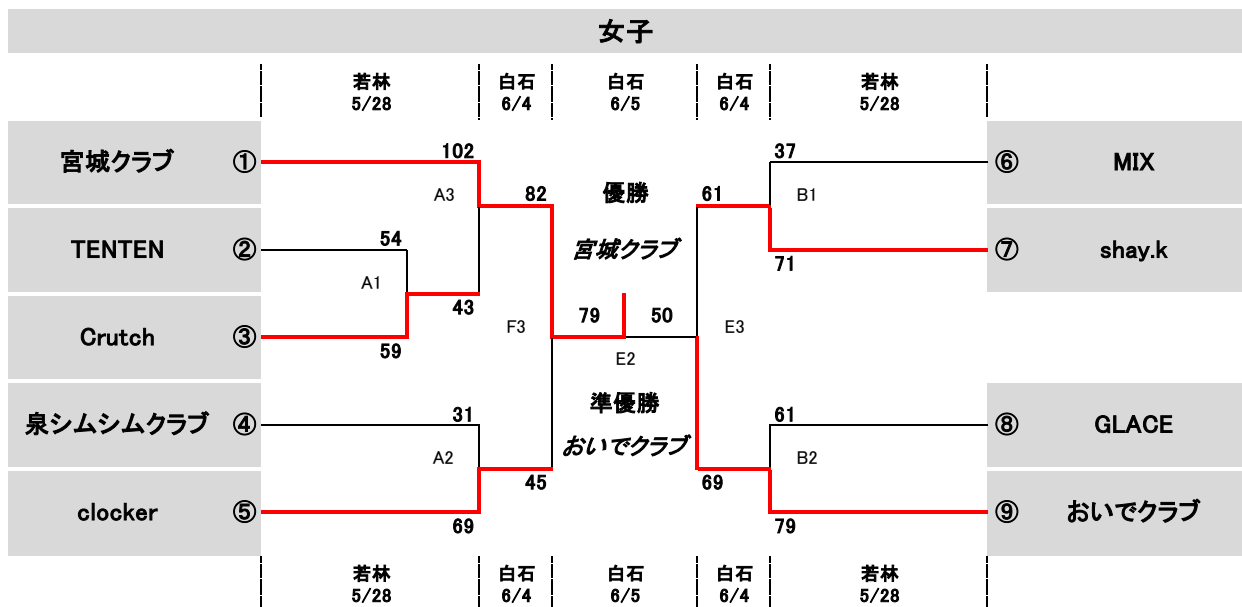 女子
若林 白石 白石 白石 若林
5/28 6/4 6/5 6/4 5/28
宮城クラブ ① 102 37 ⑥ MIX
A3 82 優勝 61 B1
TENTEN ② 54 宮城クラブ 71 ⑦ shay.k
A1 43
79 50
Crutch ③ 59 F3 E2 E3
準優勝
泉シムシムクラブ ④ 31 61 ⑧ GLACE
おいでクラブ
A2 45 69 B2
clocker ⑤ 69 79 ⑨ おいでクラブ
若林 白石 白石 白石 若林
5/28 6/4 6/5 6/4 5/28